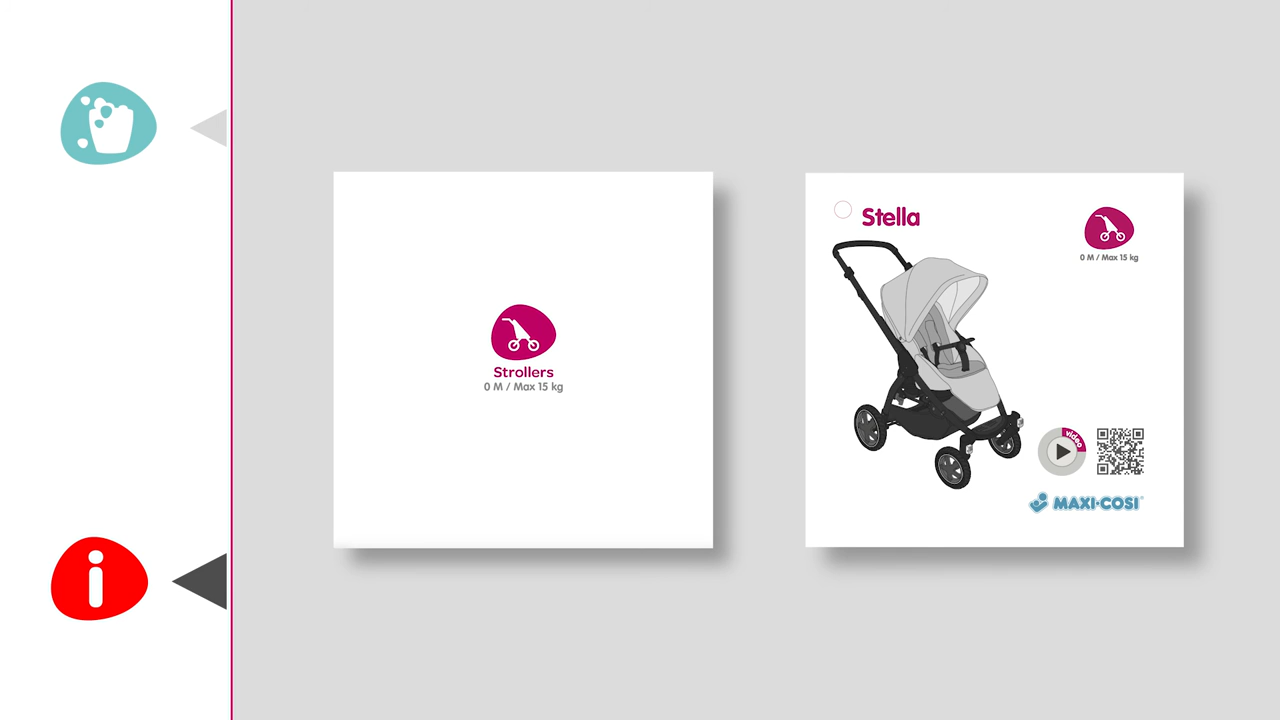 Strollers
0 M / Max 15 kg
Stella
0 M / Max 15 kg
video
MAXI-COSI®